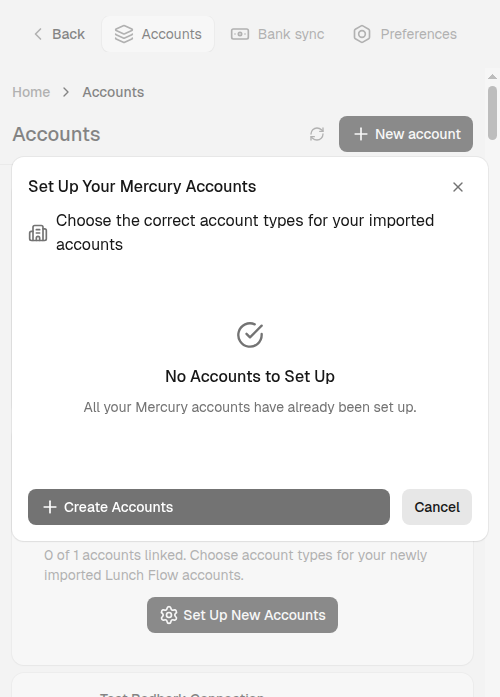 Back
Accounts
Bank sync
Preferences
Home
Accounts
Accounts
New account
Set Up Your Mercury Accounts
Choose the correct account types for your imported
accounts
No Accounts to Set Up
All your Mercury accounts have already been set up.
Create Accounts
Cancel
0 of 1 accounts linked. Choose account types for your newly
imported Lunch Flow accounts.
Set Up New Accounts